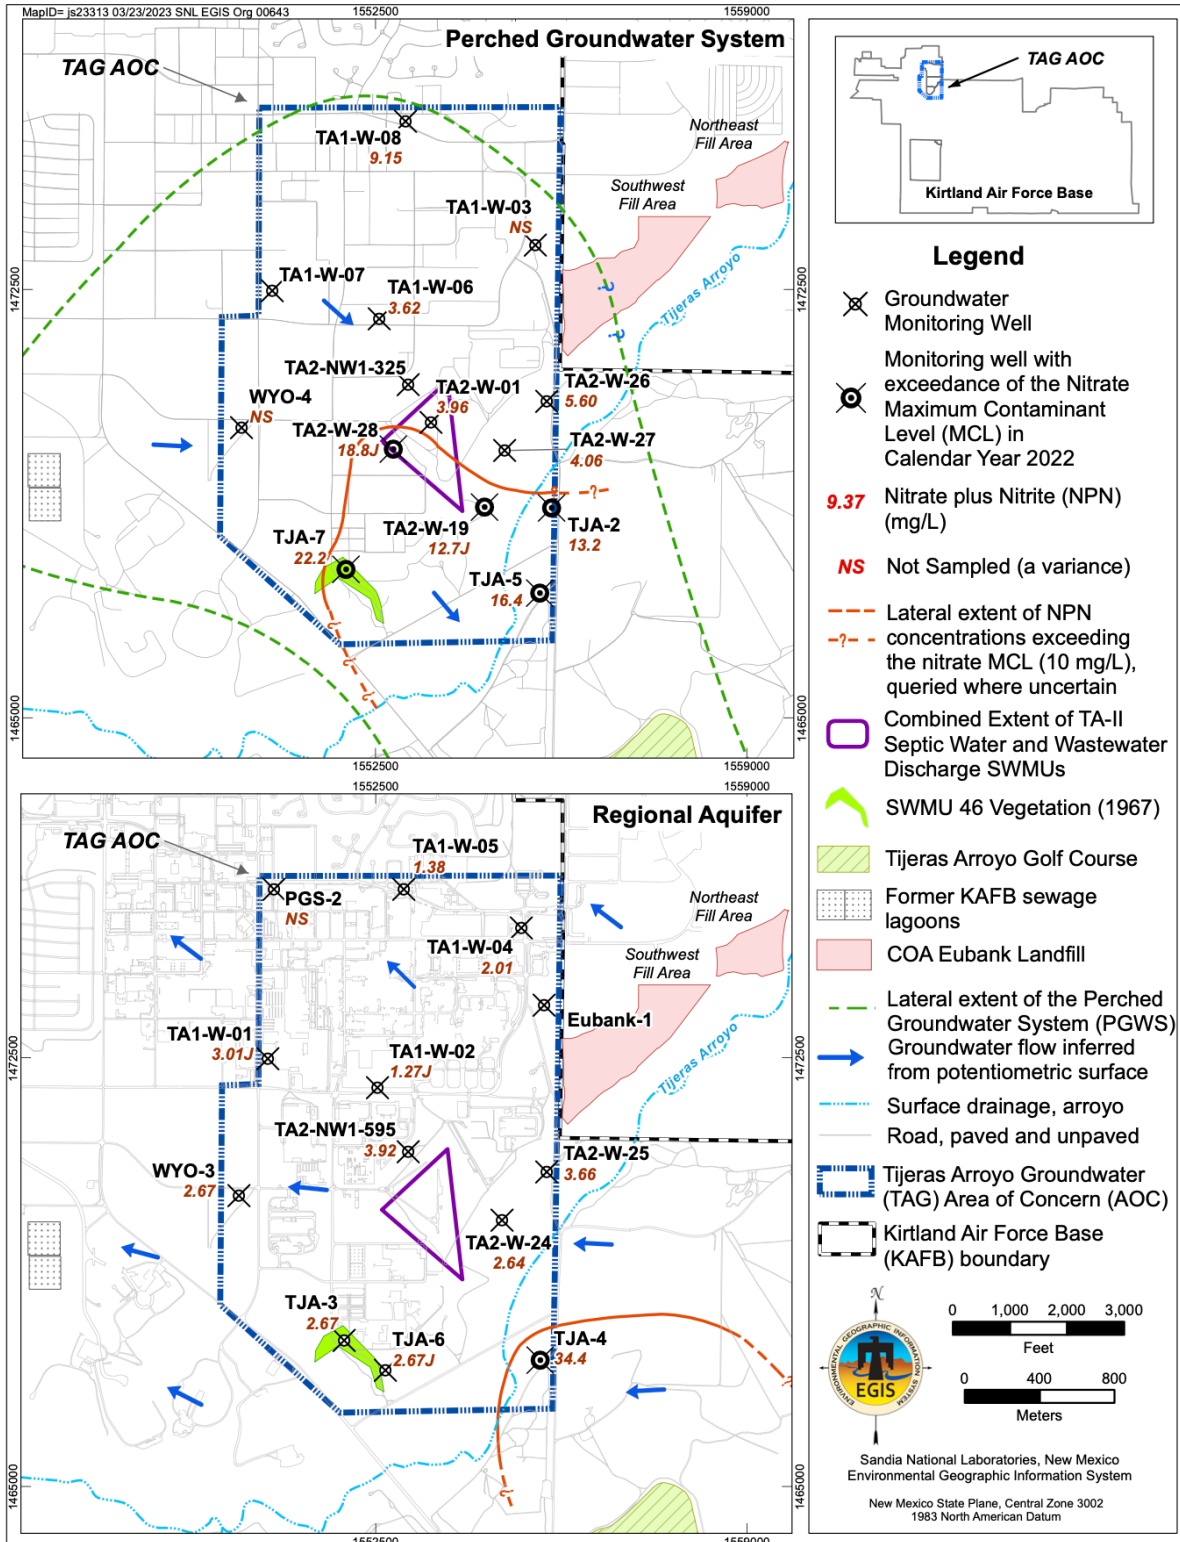 MapID= js23313 03/23/2023 SNL EGIS Org 00643
1552500
1559000
Perched Groundwater System
TAG AOC
TA1-W-08
9.15
Northeast
Fill Area
Southwest
Fill Area
TA1-W-03
NS
Tijeras Arroyo
1472500
1472500
TA1-W-07
TA1-W-06
3.62
?
?
TA2-NW1-325
TA2-W-01
3.96
TA2-W-26
5.60
WYO-4
NS
TA2-W-28
18.8J
TA2-W-27
4.06
?
TA2-W-19
12.7J
TJA-2
13.2
TJA-7
22.2
TJA-5
16.4
?
?
?
1465000
1465000
1552500
1559000
Regional Aquifer
TAG AOC
TA1-W-05
1.38
PGS-2
NS
Northeast
Fill Area
TA1-W-04
2.01
Southwest
Fill Area
Eubank-1
Tijeras Arroyo
TA1-W-01
3.01J
TA1-W-02
1.27J
1472500
1472500
TA2-NW1-595
3.92
WYO-3
2.67
TA2-W-25
3.66
TA2-W-24
2.64
TJA-3
2.67
TJA-6
2.67J
TJA-4
34.4
?
?
1465000
1465000
1552500
1559000
TAG AOC
Kirtland Air Force Base
Legend
Groundwater
Monitoring Well
Monitoring well with
exceedance of the Nitrate
Maximum Contaminant
Level (MCL) in
Calendar Year 2022
9.37 Nitrate plus Nitrite (NPN)
(mg/L)
NS Not Sampled (a variance)
Lateral extent of NPN
-?- concentrations exceeding
the nitrate MCL (10 mg/L),
queried where uncertain
Combined Extent of TA-II
Septic Water and Wastewater
Discharge SWMUs
SWMU 46 Vegetation (1967)
Tijeras Arroyo Golf Course
Former KAFB sewage
lagoons
COA Eubank Landfill
Lateral extent of the Perched
Groundwater System (PGWS)
Groundwater flow inferred
from potentiometric surface
Surface drainage, arroyo
Road, paved and unpaved
Tijeras Arroyo Groundwater
(TAG) Area of Concern (AOC)
Kirtland Air Force Base
(KAFB) boundary
N
ENVIRONMENTAL GEOGRAPHIC INFORMATION SYSTEM
EGIS
0 1,000 2,000 3,000
Feet
0 400 800
Meters
Sandia National Laboratories, New Mexico
Environmental Geographic Information System
New Mexico State Plane, Central Zone 3002
1983 North American Datum